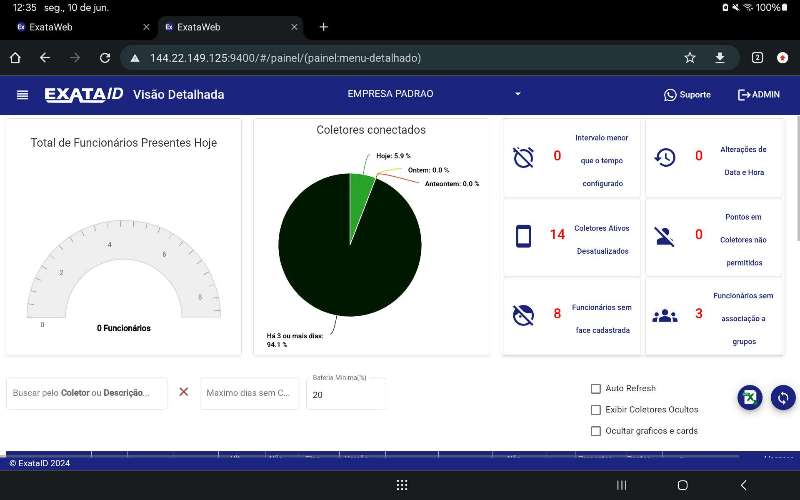 12:35 seg., 10 de jun.
100%
ExataWeb
ExataWeb
144.22.149.125:9400/#/painel/(painel:menu-detalhado)
2
EXATAID Visão Detalhada
EMPRESA PADRAO
Suporte
ADMIN
Total de Funcionários Presentes Hoje
0
2
4
6
8
0 Funcionários
Coletores conectados
Hoje: 5.9 %
Ontem: 0.0 %
Anteontem: 0.0 %
Há 3 ou mais dias:
94.1 %
0 Intervalo menor
que o tempo
configurado
0 Alterações de
Data e Hora
14 Coletores Ativos
Desatualizados
0 Pontos em
Coletores não
permitidos
8 Funcionários sem
face cadastrada
3 Funcionários sem
associação a
grupos
Buscar pelo Coletor ou Descrição...
Maximo dias sem C...
Bateria Mínima(%)
20
Auto Refresh
Exibir Coletores Ocultos
Ocultar graficos e cards
© ExataID 2024